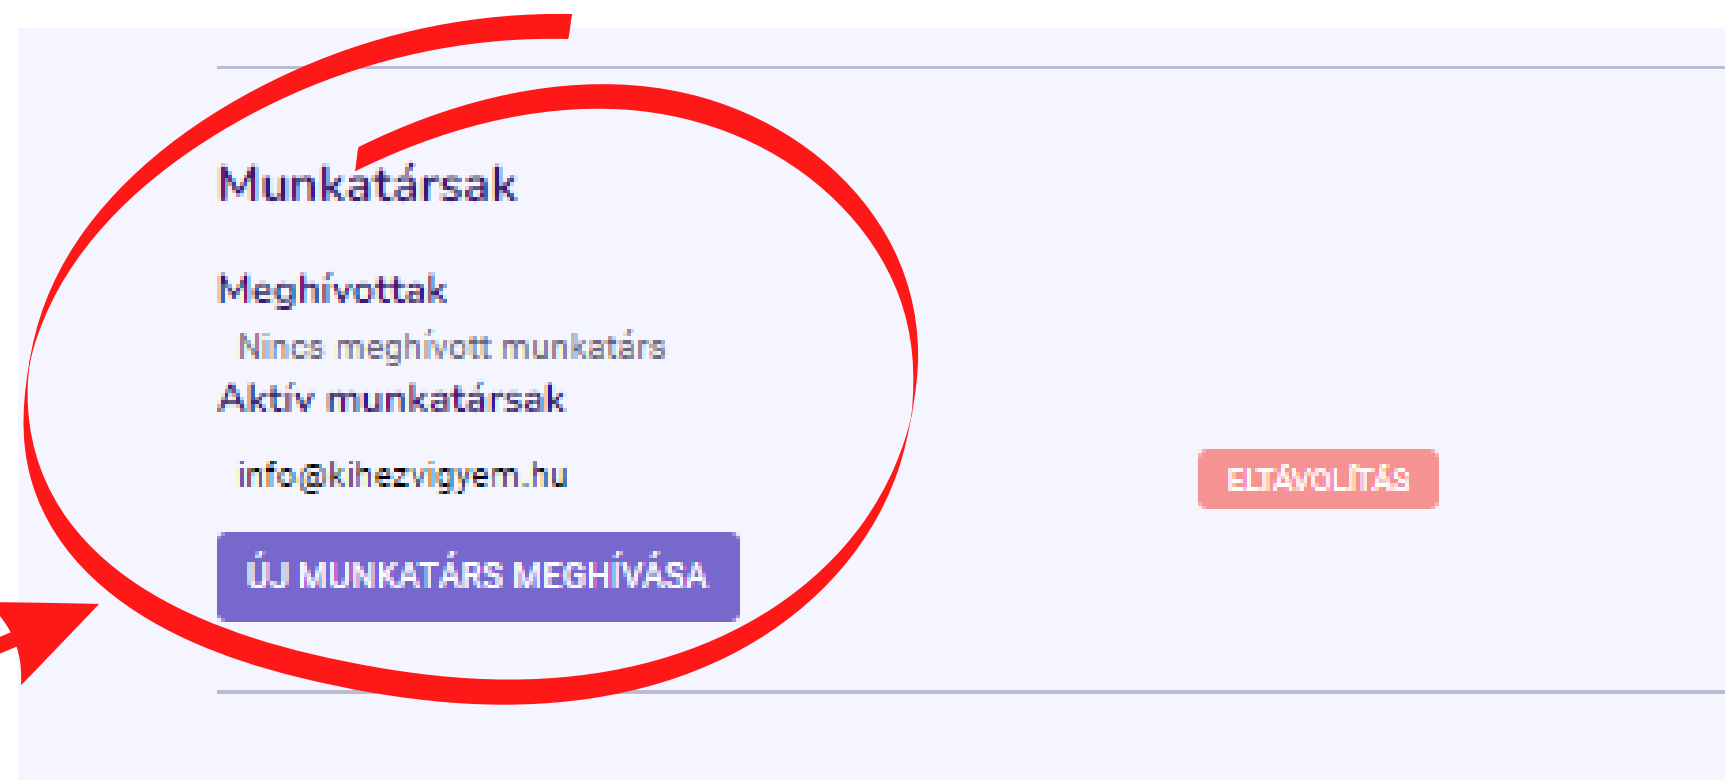 Munkatársak
Meghívottak
Nincs meghívott munkatárs
Aktív munkatársak
info@kihezvigyem.hu
ELTÁVOLÍTÁS
ÚJ MUNKATÁRS MEGHÍVÁSA